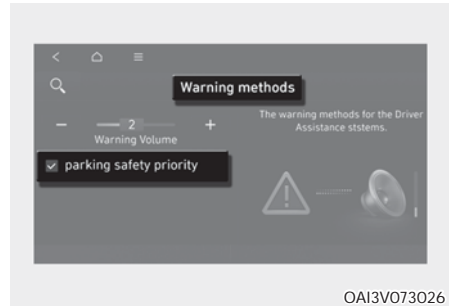 Warning methods
2
Warning Volume
The warning methods for the Driver
Assistance ststems.
parking safety priority
OAI3V073026